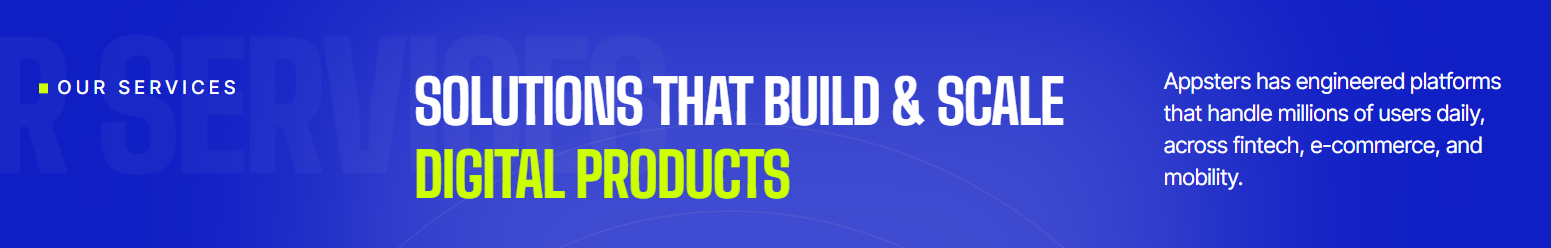 OUR SERVICES
SOLUTIONS THAT BUILD & SCALE
DIGITAL PRODUCTS
Appsters has engineered platforms
that handle millions of users daily,
across fintech, e-commerce, and
mobility.
R SERVICES